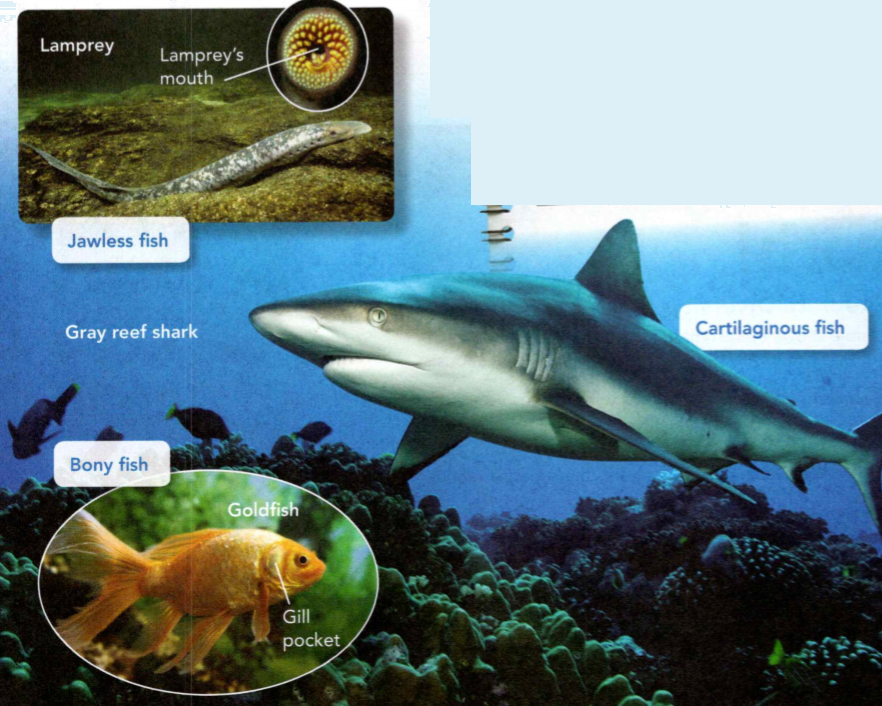 Lamprey
Lamprey's
mouth
Jawless fish
Gray reef shark
Cartilaginous fish
Bony fish
Goldfish
Gill
pocket